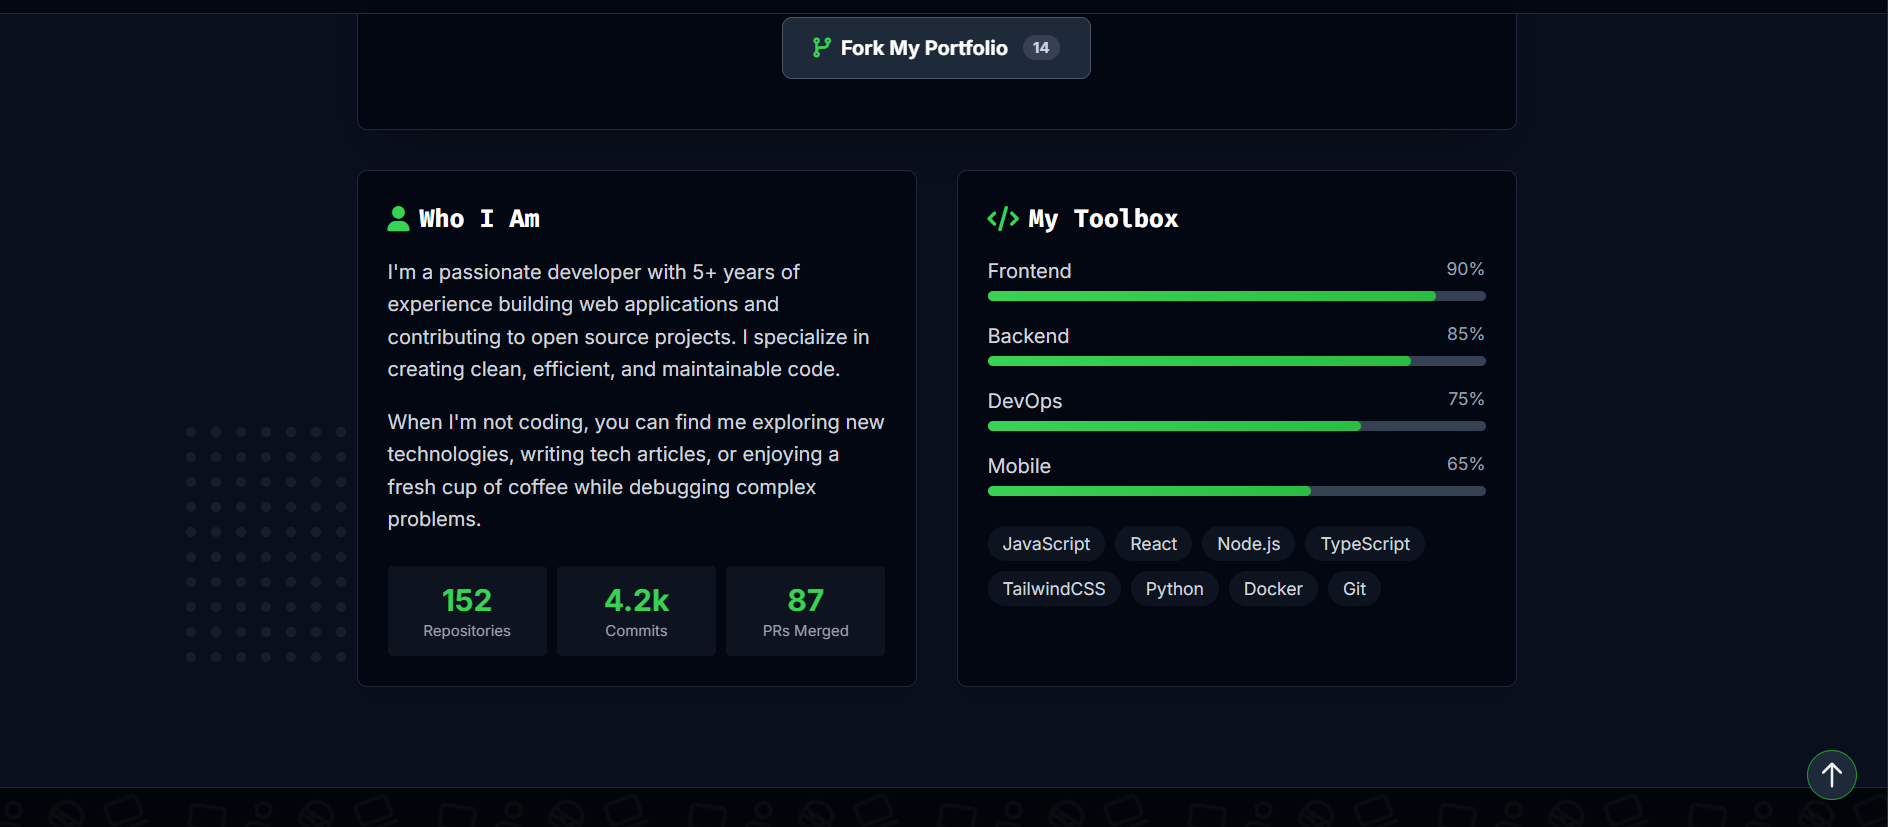 Fork My Portfolio 14
Who I Am
I'm a passionate developer with 5+ years of
experience building web applications and
contributing to open source projects. I specialize in
creating clean, efficient, and maintainable code.
When I'm not coding, you can find me exploring new
technologies, writing tech articles, or enjoying a
fresh cup of coffee while debugging complex
problems.
152
Repositories
4.2k
Commits
87
PRs Merged
My Toolbox
Frontend 90%
Backend 85%
DevOps 75%
Mobile 65%
JavaScript React Node.js TypeScript
TailwindCSS Python Docker Git